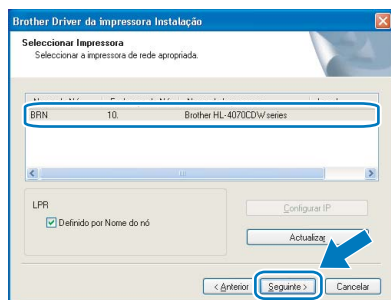 Brother Driver da impressora Instalação
Seleccionar Impressora
Seleccionar a impressora de rede apropriada.
BRN 10. Brother HL-4070CDW series
LPR
Definido por Nome do nó
Configurar IP
Actualizar
< Anterior Seguinte > Cancelar